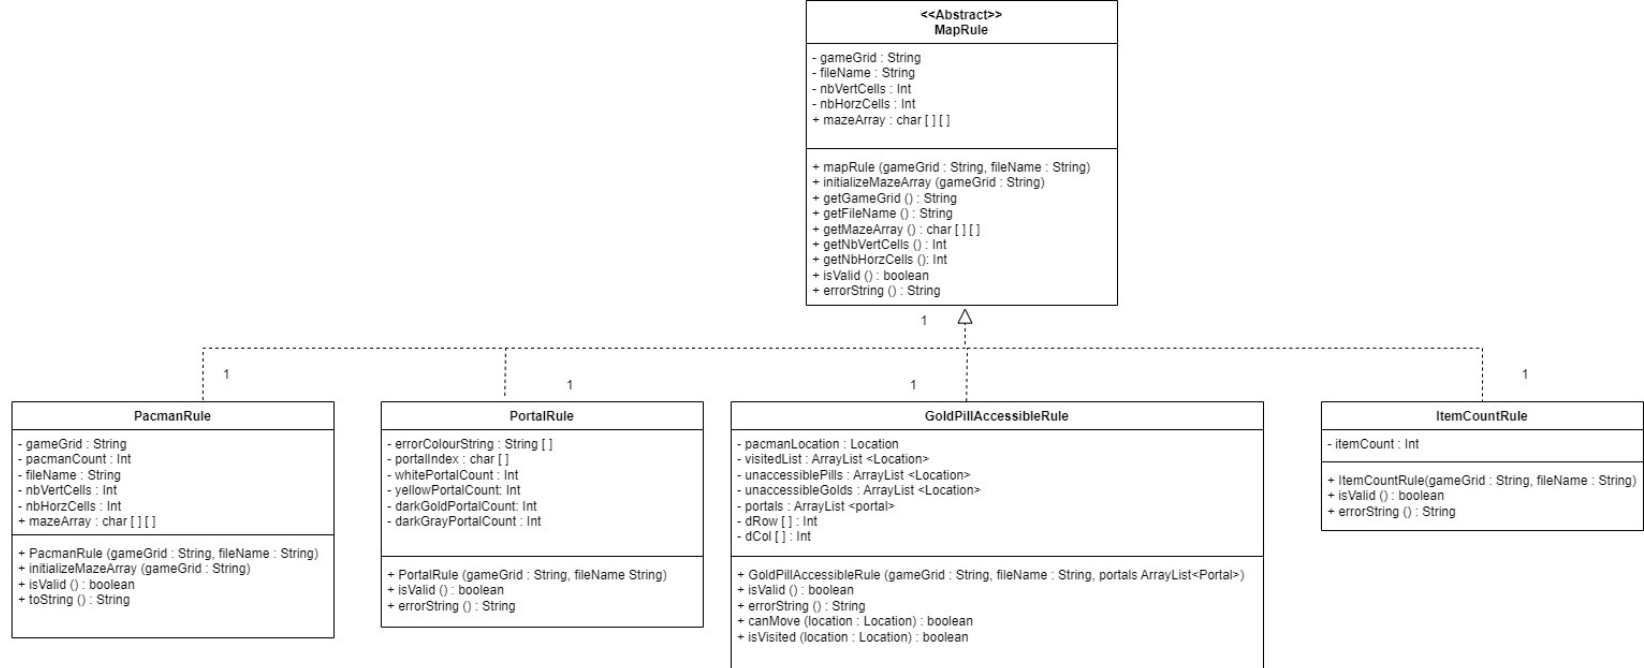 <<Abstract>>
MapRule
- gameGrid : String
- fileName : String
- nbVertCells : Int
- nbHorzCells : Int
+ mazeArray : char [ ] [ ]
+ mapRule (gameGrid : String, fileName : String)
+ initializeMazeArray (gameGrid : String)
+ getGameGrid () : String
+ getFileName () : String
+ getMazeArray () : char [ ] [ ]
+ getNbVertCells () : Int
+ getNbHorzCells (): Int
+ isValid () : boolean
+ errorString () : String
1
1
1
1
1
PacmanRule
- gameGrid : String
- pacmanCount : Int
- fileName : String
- nbVertCells : Int
- nbHorzCells : Int
+ mazeArray : char [ ] [ ]
+ PacmanRule (gameGrid : String, fileName : String)
+ initializeMazeArray (gameGrid : String)
+ isValid () : boolean
+ toString () : String
PortalRule
- errorColourString : String [ ]
- portalIndex : char [ ]
- whitePortalCount : Int
- yellowPortalCount: Int
- darkGoldPortalCount: Int
- darkGrayPortalCount : Int
+ PortalRule (gameGrid : String, fileName String)
+ isValid () : boolean
+ errorString () : String
GoldPillAccessibleRule
- pacmanLocation : Location
- visitedList : ArrayList <Location>
- unaccessiblePills : ArrayList <Location>
- unaccessibleGolds : ArrayList <Location>
- portals : ArrayList <portal>
- dRow [ ] : Int
- dCol [ ] : Int
+ GoldPillAccessibleRule (gameGrid : String, fileName : String, portals ArrayList<Portal>)
+ isValid () : boolean
+ errorString () : String
+ canMove (location : Location) : boolean
+ isVisited (location : Location) : boolean
ItemCountRule
- itemCount : Int
+ ItemCountRule(gameGrid : String, fileName : String)
+ isValid () : boolean
+ errorString () : String